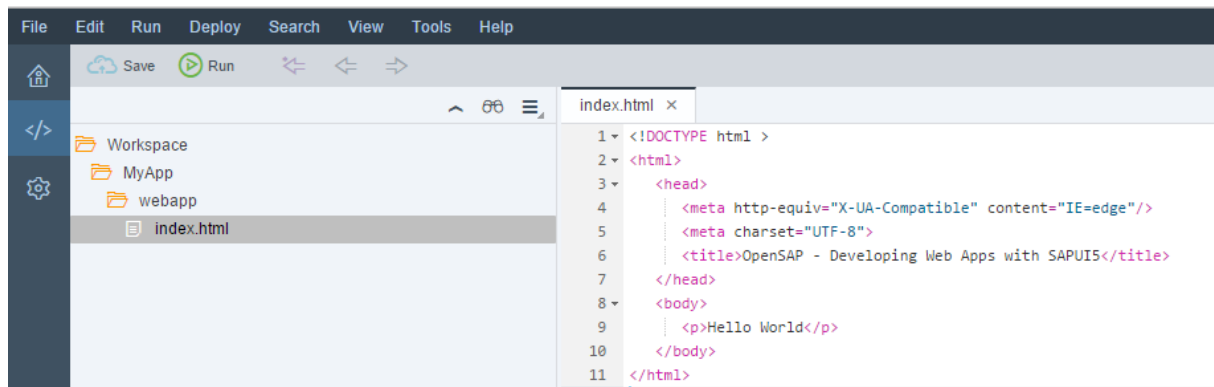 File Edit Run Deploy Search View Tools Help
Save Run
index.html ×
Workspace
MyApp
webapp
index.html
1 <!DOCTYPE html >
2 <html>
3 <head>
4 <meta http-equiv="X-UA-Compatible" content="IE=edge"/>
5 <meta charset="UTF-8">
6 <title>OpenSAP - Developing Web Apps with SAPUI5</title>
7 </head>
8 <body>
9 <p>Hello World</p>
10 </body>
11 </html>